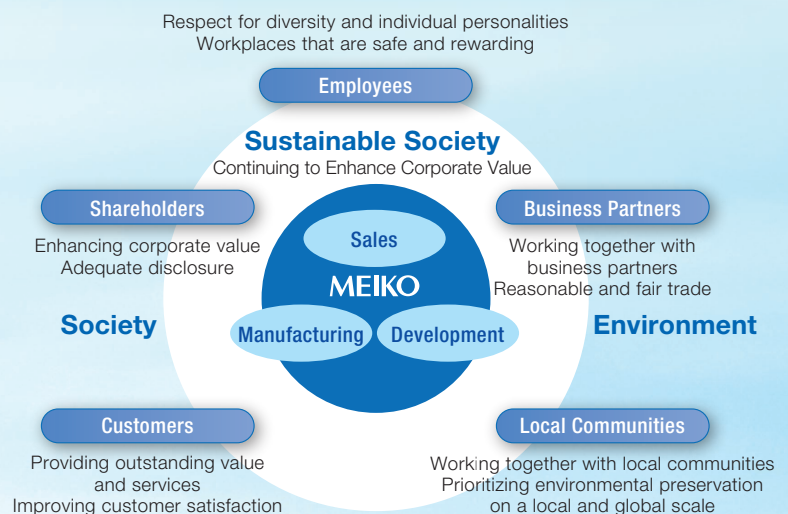 Respect for diversity and individual personalities
Workplaces that are safe and rewarding
Employees
Sustainable Society
Continuing to Enhance Corporate Value
Shareholders
Enhancing corporate value
Adequate disclosure
Business Partners
Working together with
business partners
Reasonable and fair trade
Sales
MEIKO
Manufacturing
Development
Society
Environment
Customers
Providing outstanding value
and services
Improving customer satisfaction
Local Communities
Working together with local communities
Prioritizing environmental preservation
on a local and global scale